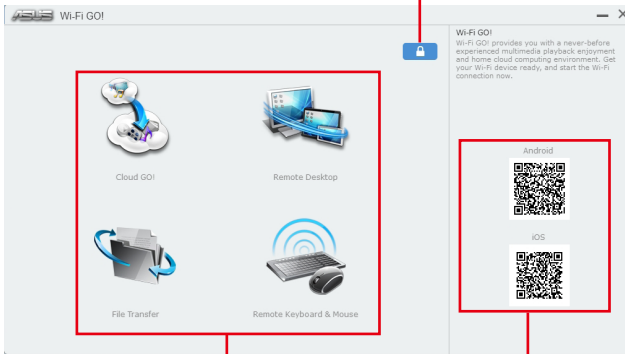 ASUS Wi-Fi GO!
Wi-Fi GO!
Wi-Fi GO! provides you with a never-before
experienced multimedia playback enjoyment
and home cloud computing environment. Get
your Wi-Fi device ready, and start the Wi-Fi
connection now.
Cloud GO!
Remote Desktop
File Transfer
Remote Keyboard & Mouse
Android
iOS